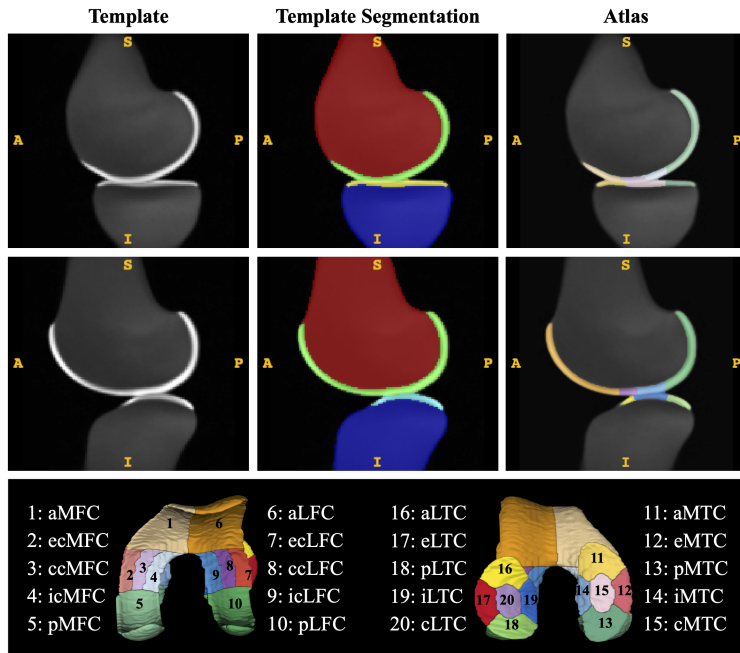 Template Template Segmentation Atlas
S S S
A P A P A P
I I I
S S S
A P A P A P
I I I
1: aMFC 6: aLFC 16: aLTC 11: aMTC
2: ecMFC 7: ecLFC 17: eLTC 12: eMTC
3: ccMFC 8: ccLFC 18: pLTC 13: pMTC
4: icMFC 9: icLFC 19: iLTC 14: iMTC
5: pMFC 10: pLFC 20: cLTC 15: cMTC
1 6
2 3 4 9 8 7
5 10
16 11
17 20 19 14 15 12
18 13